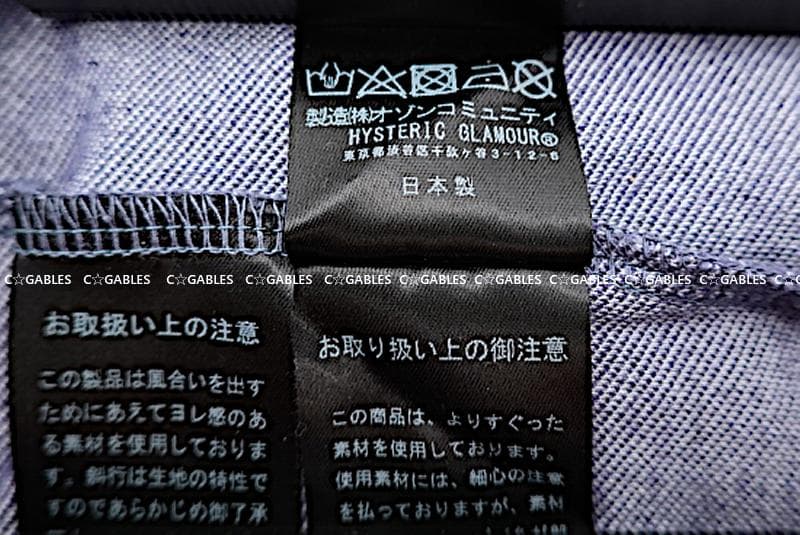 製造㈱オゾンコミュニティ
HYSTERIC GLAMOUR®
東京都渋谷区千駄ヶ谷3-12-6
日本製
C☆GABLES C☆GABLES C☆GABLES C☆GABLES C☆GABLES C☆GABLES C☆GABLES C☆GABLES C☆GABLES C☆GABLES
お取扱い上の注意
この製品は風合いを出す
ためにあえてヨレ感のあ
る素材を使用しておりま
す。斜行は生地の特性で
すのであらかじめ御了承
お取り扱い上の御注意
この商品は、よりすぐった
素材を使用しております。
使用素材には、細心の注意
を払っておりますが、素材